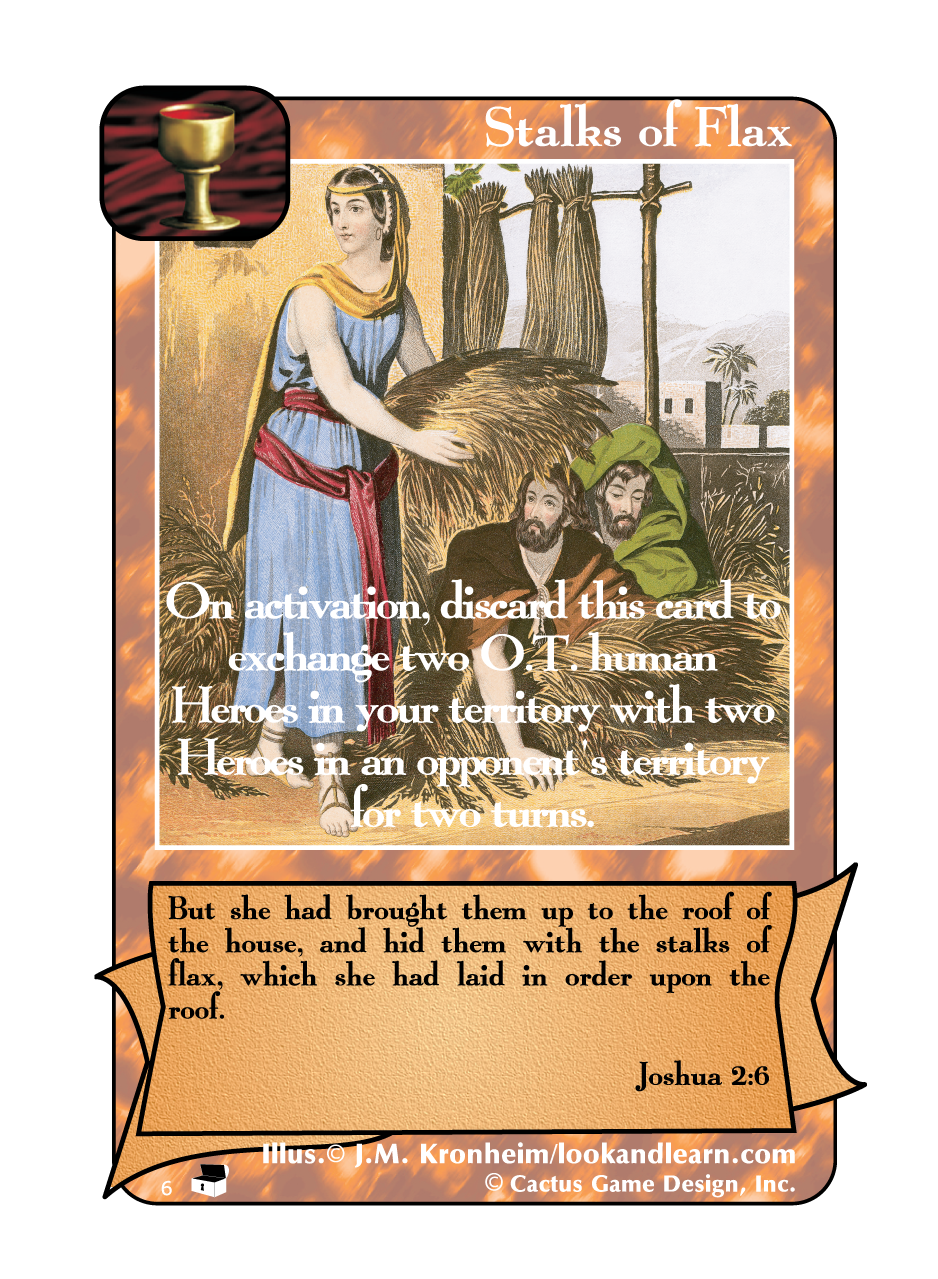 Stalks of Flax
On activation, discard this card to
exchange two O.T. human
Heroes in your territory with two
Heroes in an opponent's territory
for two turns.
But she had brought them up to the roof of
the house, and hid them with the stalks of
flax, which she had laid in order upon the
roof.
Joshua 2:6
Illus.© J.M. Kronheim/lookandlearn.com
6 © Cactus Game Design, Inc.